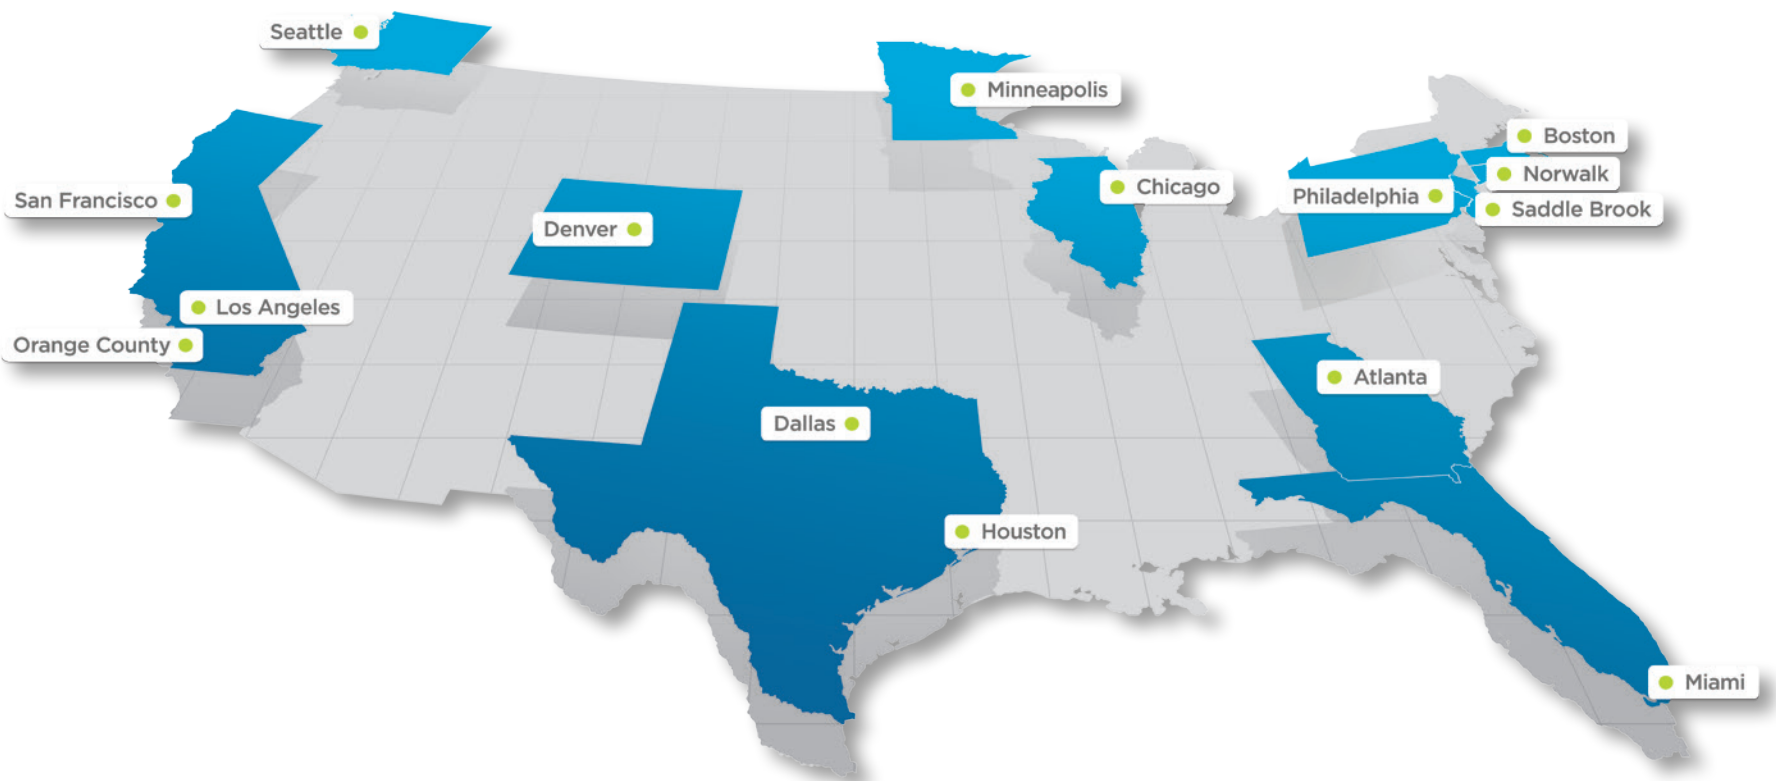 Seattle
Minneapolis
Boston
Norwalk
Chicago
Philadelphia
San Francisco
Saddle Brook
Denver
Los Angeles
Orange County
Atlanta
Dallas
Houston
Miami